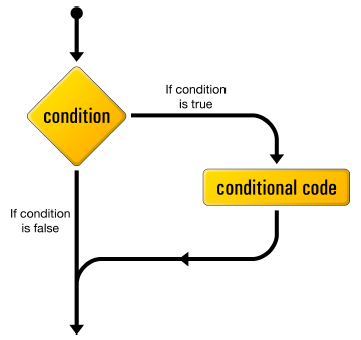 condition
If condition
is true
conditional code
If condition
is false